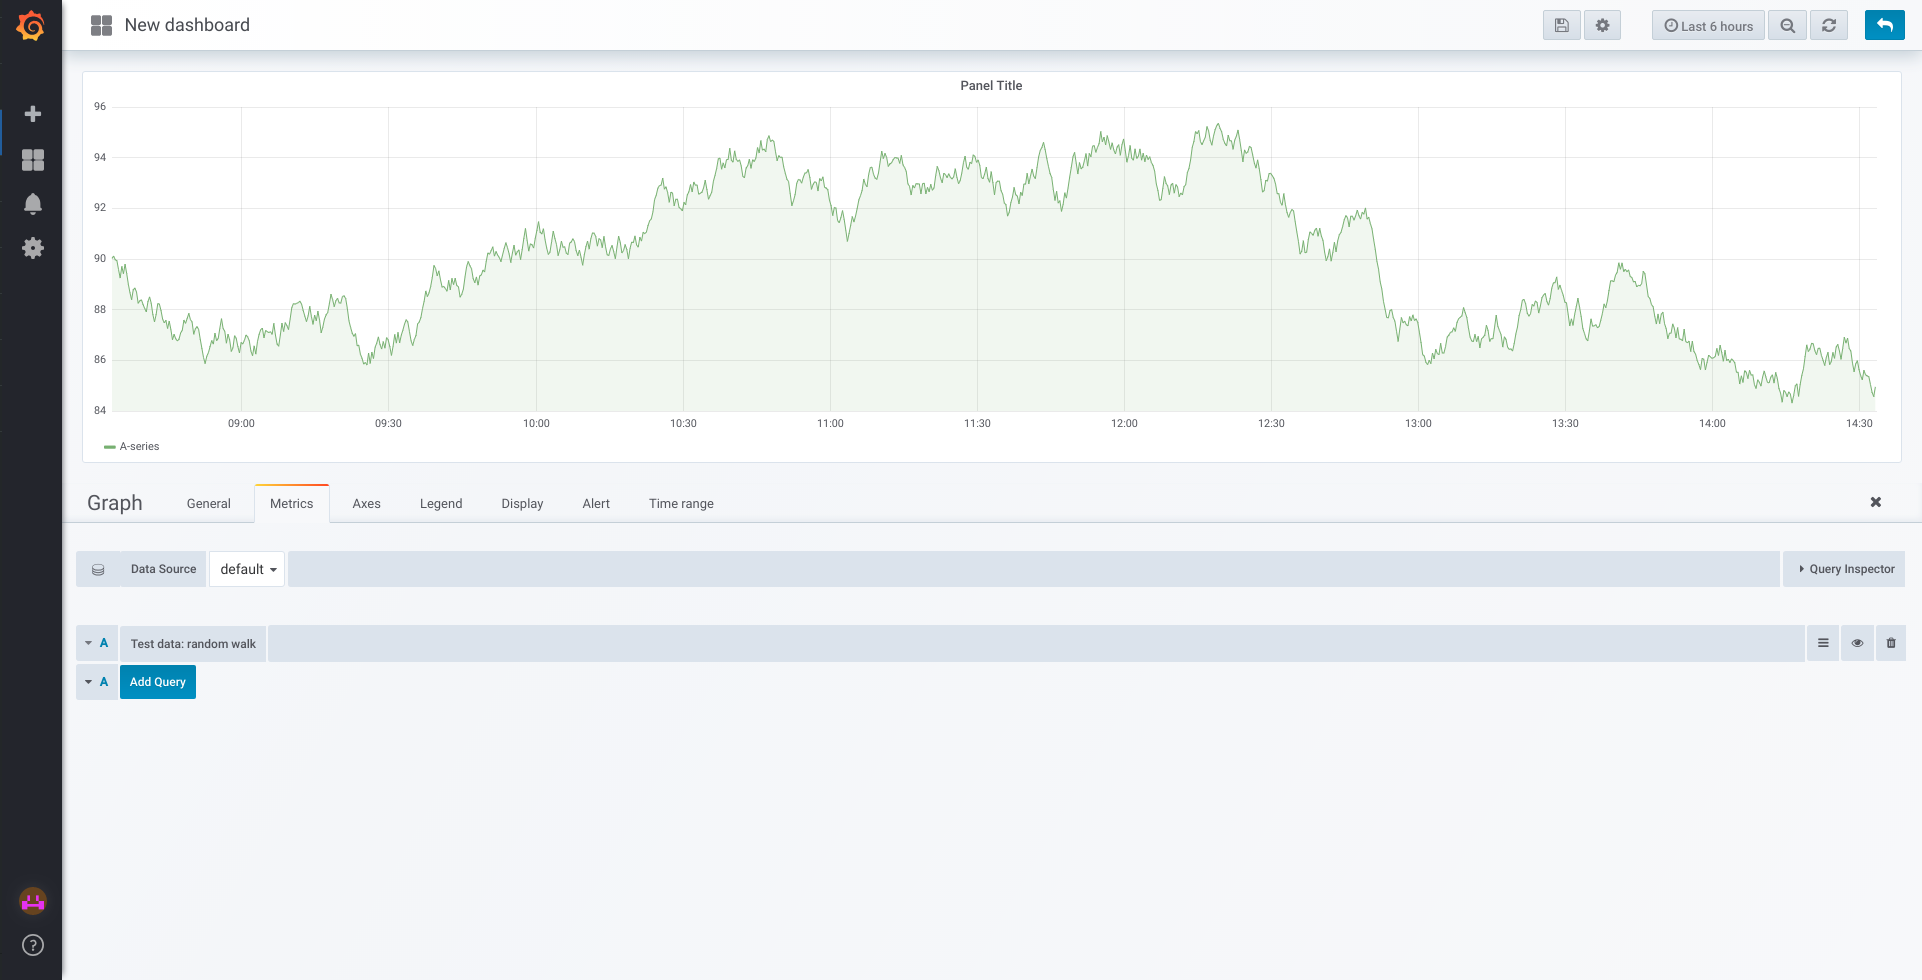 New dashboard
Last 6 hours
Panel Title
96
94
92
90
88
86
84
09:00 09:30 10:00 10:30 11:00 11:30 12:00 12:30 13:00 13:30 14:00 14:30
A-series
Graph General Metrics Axes Legend Display Alert Time range
Data Source default Query Inspector
A Test data: random walk
A Add Query
?